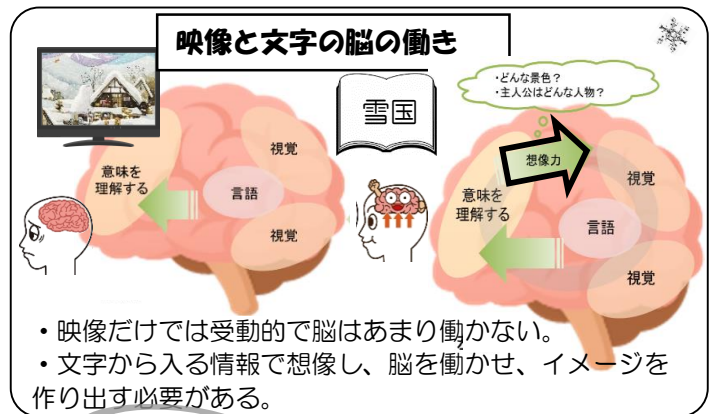 映像と文字の脳の働き
・どんな景色?
・主人公はどんな人物?
雪国
想像力
視覚
意味を
理解する
言語
視覚
視覚
意味を
理解する
言語
視覚
・映像だけでは受動的で脳はあまり働かない。
・文字から入る情報で想像し、脳を働かせ、イメージを
作り出す必要がある。